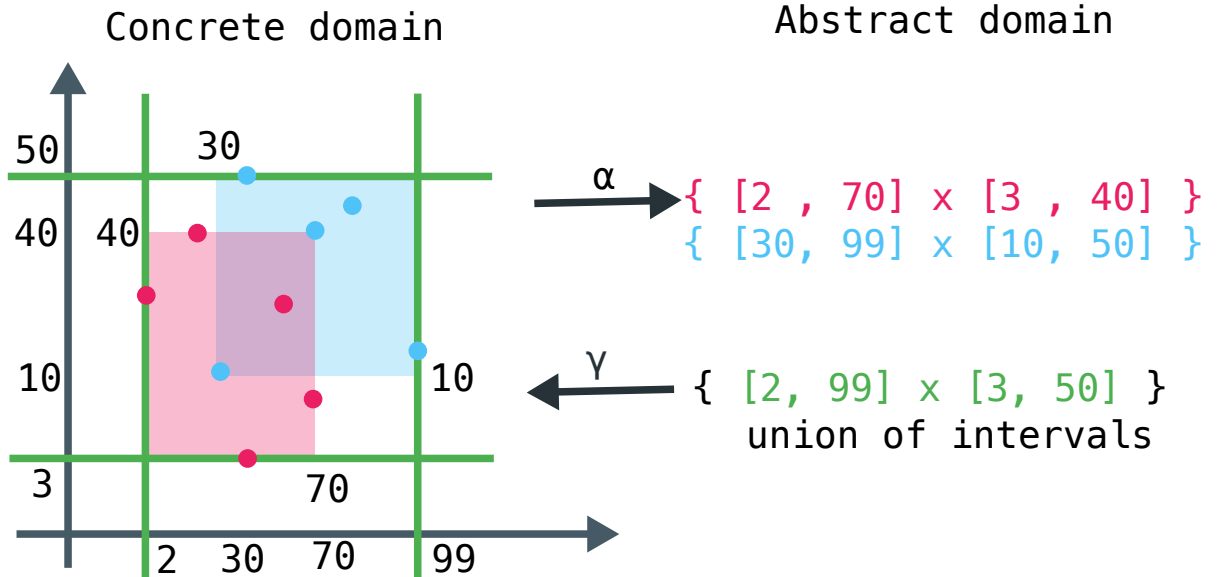 Concrete domain
Abstract domain
50
30
α
{ [2 , 70] x [3 , 40] }
40
40
{ [30, 99] x [10, 50] }
γ
10
10
{ [2, 99] x [3, 50] }
union of intervals
3
70
2
30
70
99